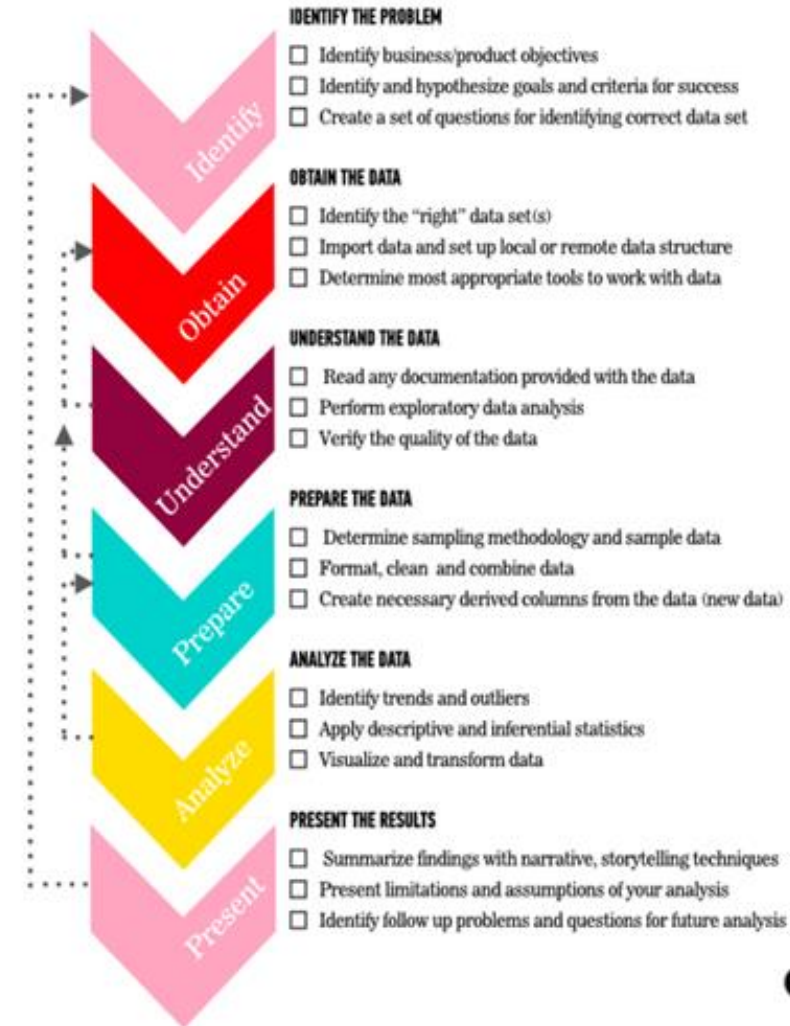 IDENTIFY THE PROBLEM
Identify business/product objectives
Identify and hypothesize goals and criteria for success
Create a set of questions for identifying correct data set
Identify
OBTAIN THE DATA
Identify the “right” data set(s)
Import data and set up local or remote data structure
Determine most appropriate tools to work with data
Obtain
UNDERSTAND THE DATA
Read any documentation provided with the data
Perform exploratory data analysis
Verify the quality of the data
Understand
PREPARE THE DATA
Determine sampling methodology and sample data
Format, clean and combine data
Create necessary derived columns from the data (new data)
Prepare
ANALYZE THE DATA
Identify trends and outliers
Apply descriptive and inferential statistics
Visualize and transform data
Analyze
PRESENT THE RESULTS
Summarize findings with narrative, storytelling techniques
Present limitations and assumptions of your analysis
Identify follow up problems and questions for future analysis
Present